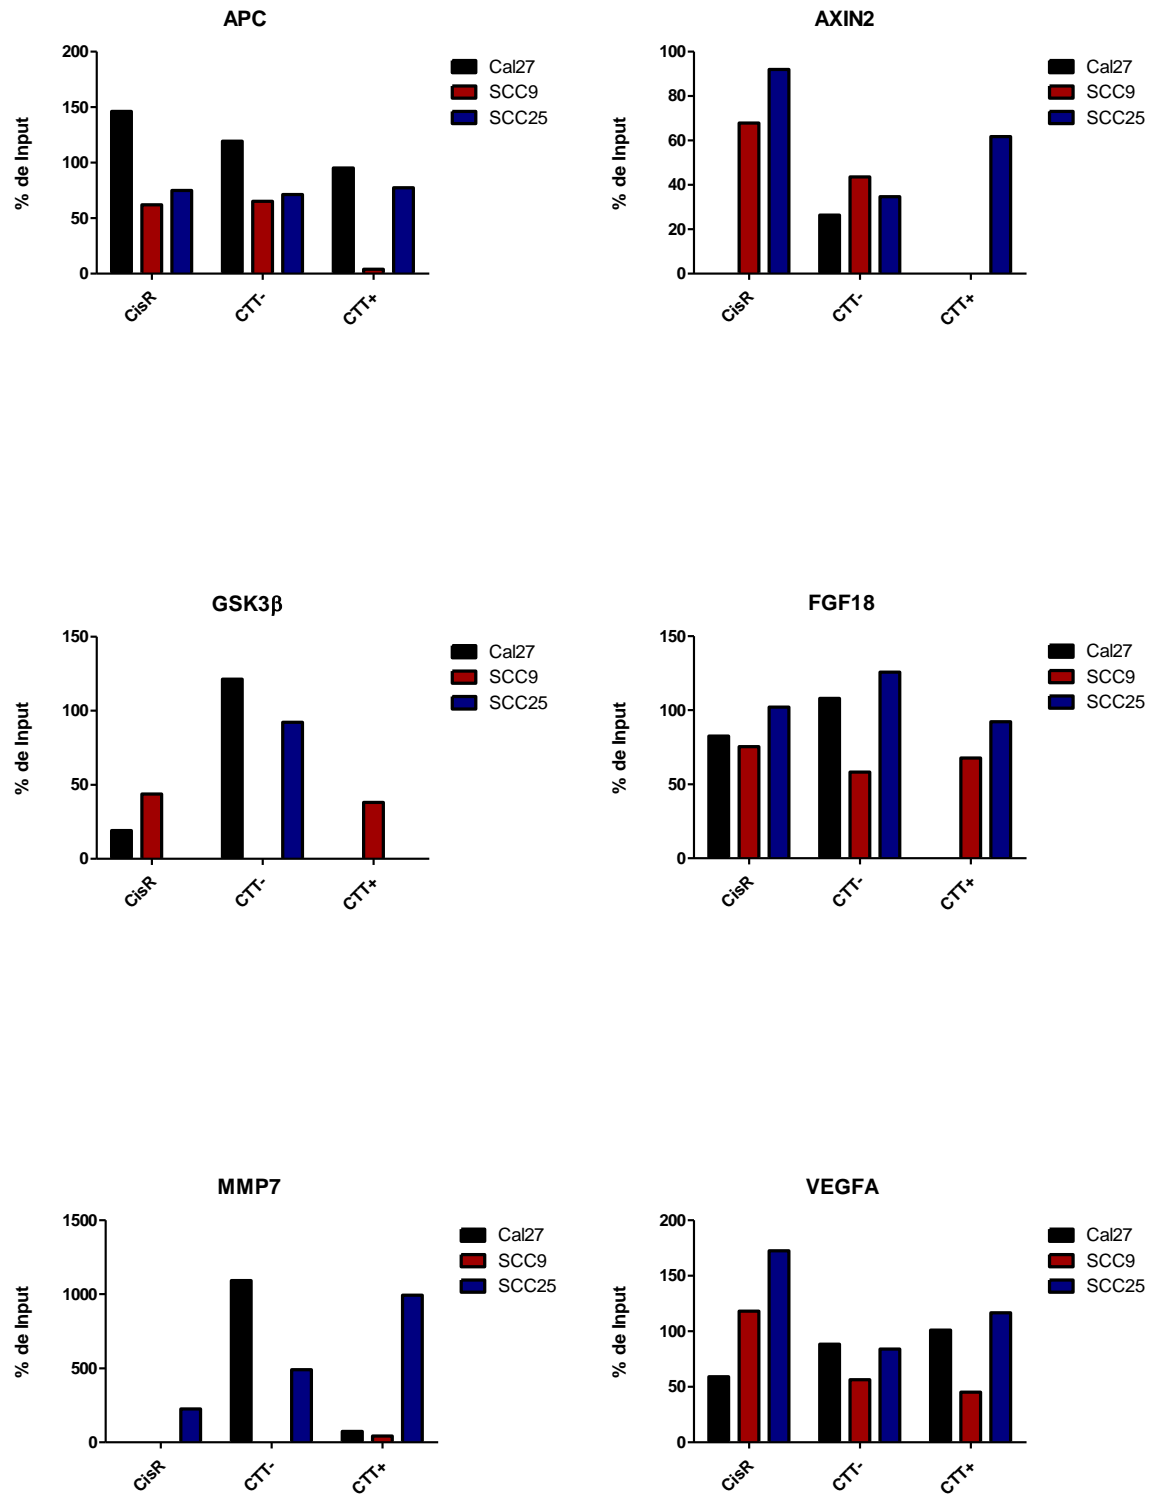 APC
% de Input
200
150
100
50
0
CisR
CTT-
CTT+
Cal27
SCC9
SCC25
AXIN2
% de Input
100
80
60
40
20
0
CisR
CTT-
CTT+
Cal27
SCC9
SCC25
GSK3β
% de Input
150
100
50
0
CisR
CTT-
CTT+
Cal27
SCC9
SCC25
FGF18
% de Input
150
100
50
0
CisR
CTT-
CTT+
Cal27
SCC9
SCC25
MMP7
% de Input
1500
1000
500
0
CisR
CTT-
CTT+
Cal27
SCC9
SCC25
VEGFA
% de Input
200
150
100
50
0
CisR
CTT-
CTT+
Cal27
SCC9
SCC25